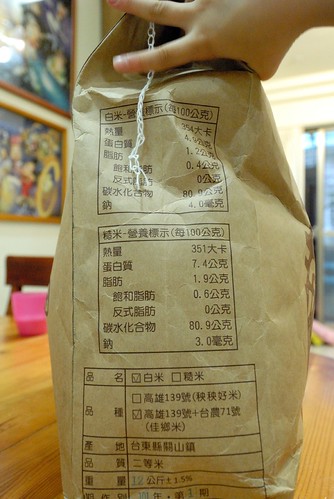 白米-營養標示(每100公克)
熱量 354大卡
蛋白質 公克
脂肪 1.2公克
飽和脂肪 0.4公克
反式脂肪 0公克
碳水化合物 80.9公克
鈉 4.0毫克
糙米-營養標示(每100公克)
熱量 351大卡
蛋白質 7.4公克
脂肪 1.9公克
飽和脂肪 0.6公克
反式脂肪 0公克
碳水化合物 80.9公克
鈉 3.0毫克
品名 ☑白米 □糙米
□高雄139號(秧秧好米)
品種 ☑高雄139號+台農71號
(佳鄉米)
產地 台東縣關山鎮
品質 二等米
重量 公斤±1.5%
期作別 年·第 期